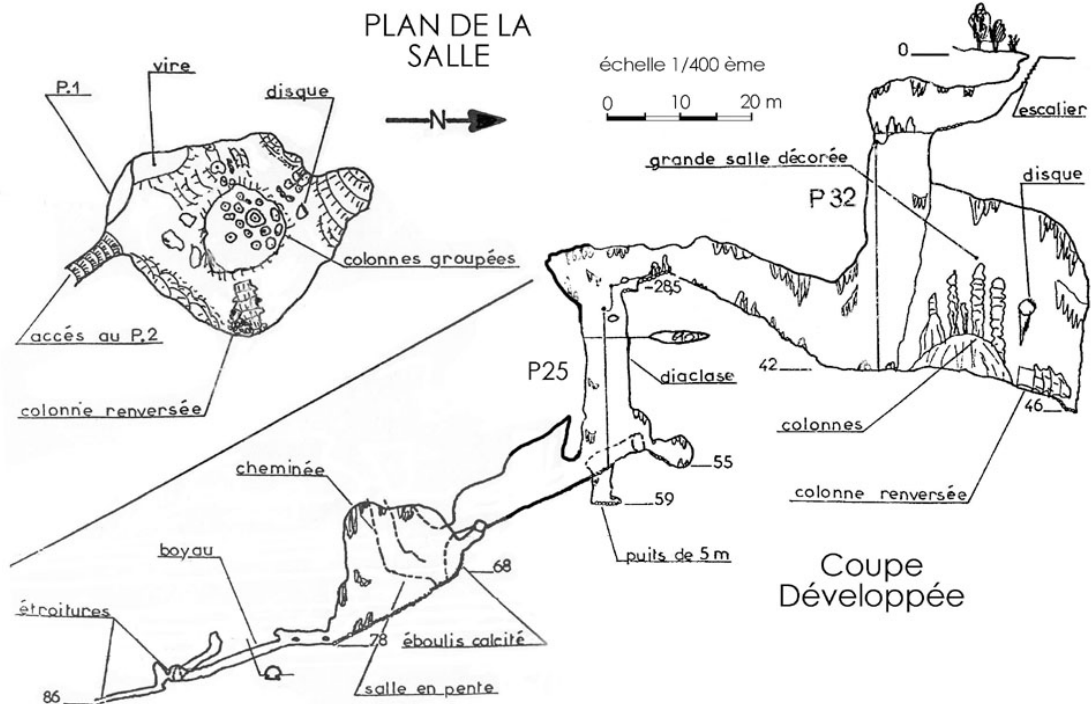 PLAN DE LA
SALLE
vire
P.1
disque
N
accés au P.2
colonnes groupées
colonne renversée
échelle 1/400 ème
0 10 20 m
0
escalier
grande salle décorée
disque
P 32
-28,5
P25
42
diaclase
46
colonnes
55
colonne renversée
59
puits de 5 m
cheminée
boyau
68
étroitures
78
éboulis calcité
salle en pente
86
Coupe
Développée